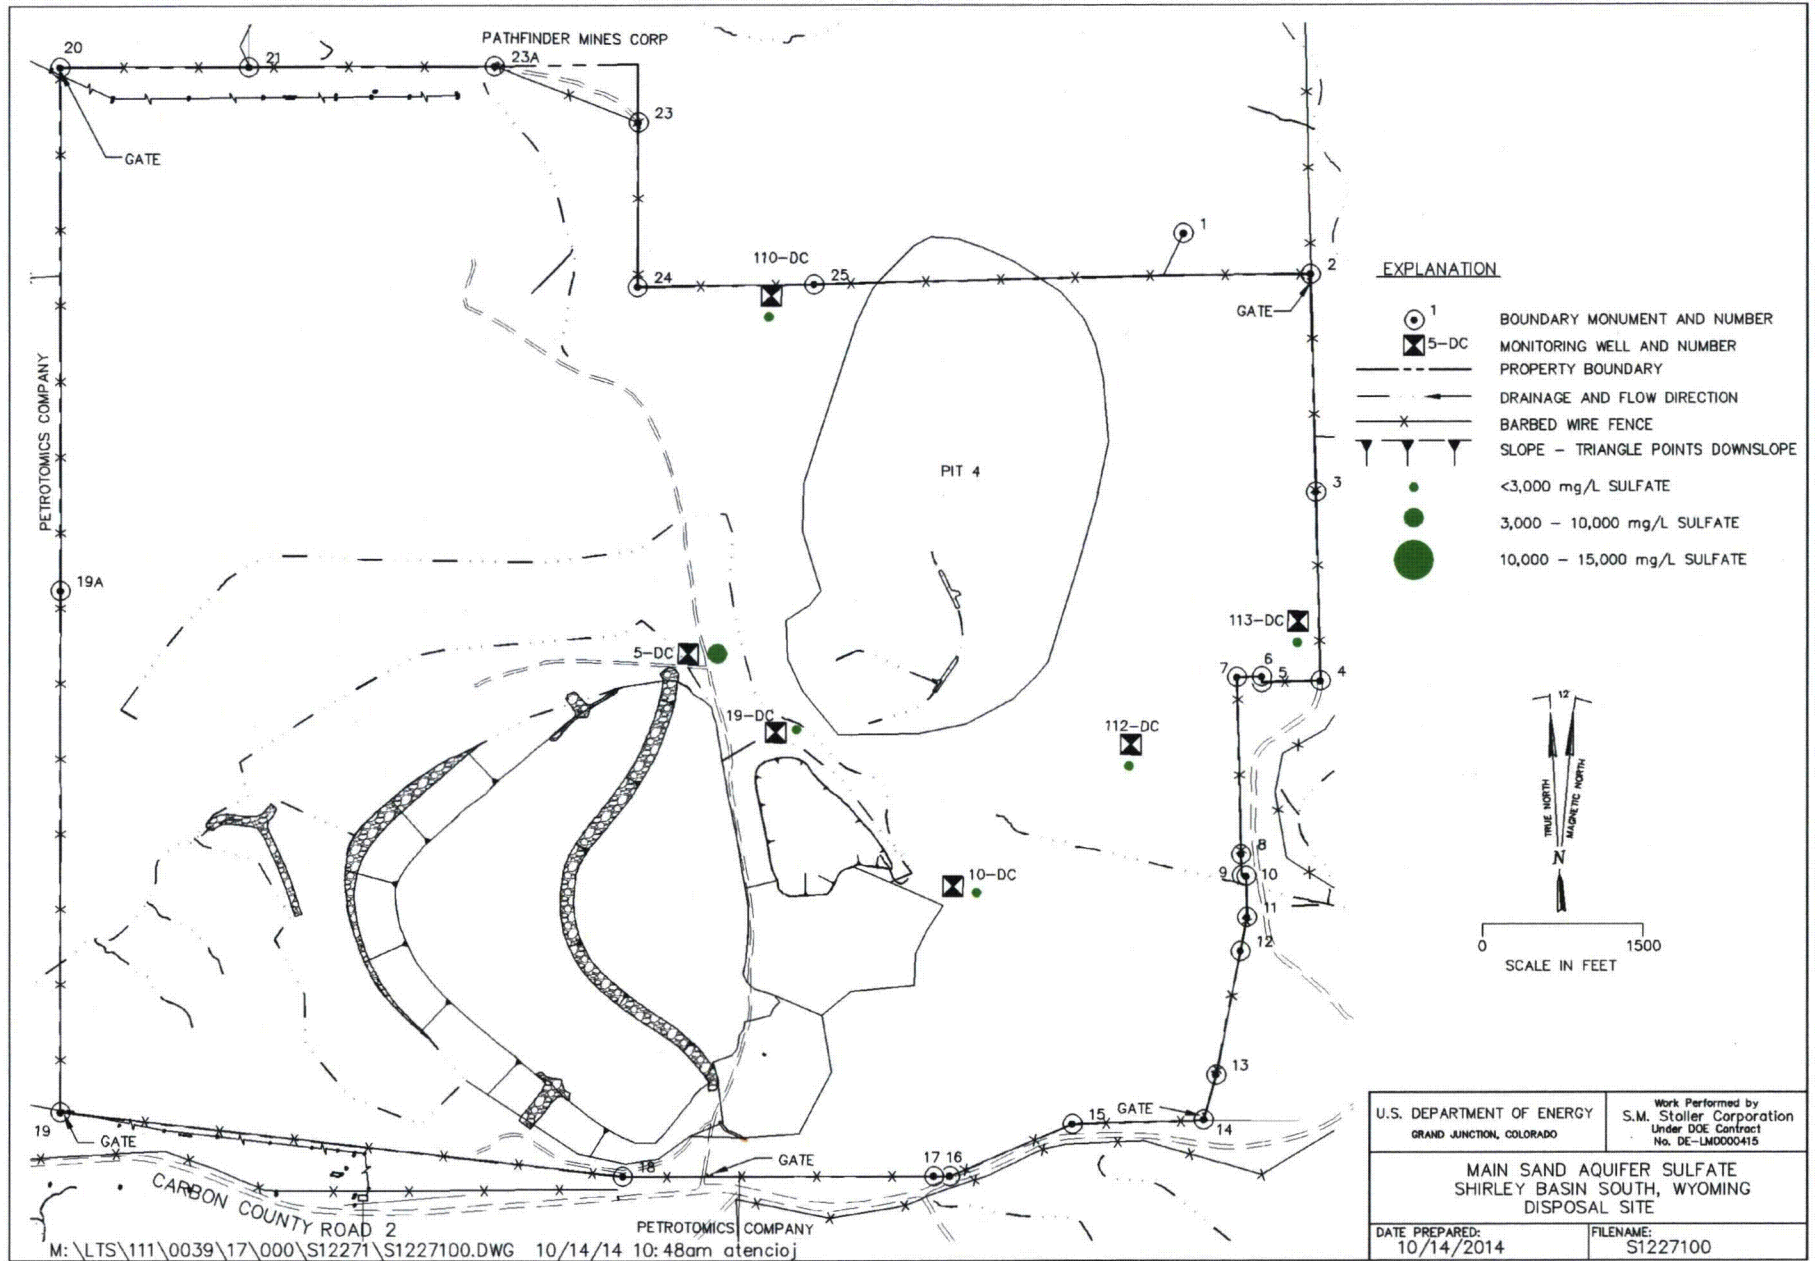 PATHFINDER MINES CORP
20
21
23A
23
GATE
1
110-DC
24
25
2
GATE
PETROTOMICS COMPANY
PIT 4
3
19A
113-DC
5-DC
7
6
5
4
19-DC
112-DC
8
10-DC
9
10
11
12
13
15
GATE
14
19
GATE
18
GATE
17
16
CARBON COUNTY ROAD 2
PETROTOMICS COMPANY
M: \LTS\111\0039\17\000\S12271\S1227100.DWG 10/14/14 10:48am atencioj
EXPLANATION
1
BOUNDARY MONUMENT AND NUMBER
5-DC
MONITORING WELL AND NUMBER
PROPERTY BOUNDARY
DRAINAGE AND FLOW DIRECTION
BARBED WIRE FENCE
SLOPE - TRIANGLE POINTS DOWNSLOPE
<3,000 mg/L SULFATE
3,000 - 10,000 mg/L SULFATE
10,000 - 15,000 mg/L SULFATE
12
TRUE NORTH
MAGNETIC NORTH
N
0
1500
SCALE IN FEET
U.S. DEPARTMENT OF ENERGY
GRAND JUNCTION, COLORADO
Work Performed by
S.M. Stoller Corporation
Under DOE Contract
No. DE-LM0000415
MAIN SAND AQUIFER SULFATE
SHIRLEY BASIN SOUTH, WYOMING
DISPOSAL SITE
DATE PREPARED:
10/14/2014
FILENAME:
S1227100